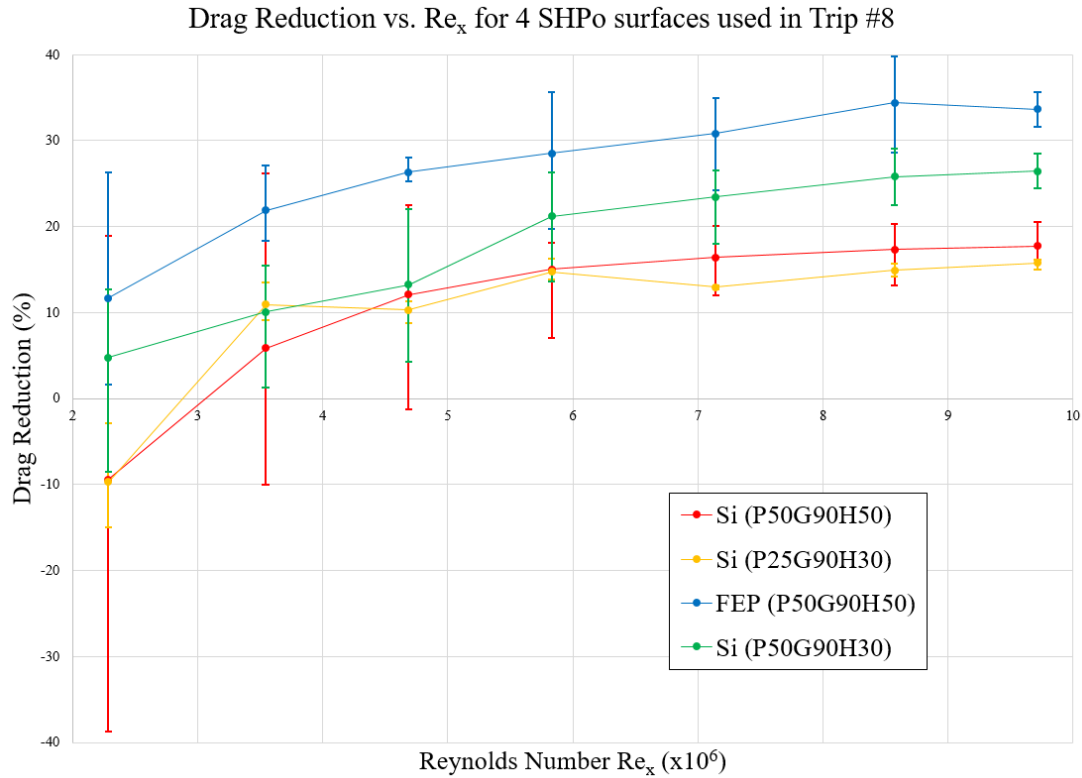 Drag Reduction vs. Reₓ for 4 SHPo surfaces used in Trip #8
40
30
20
10
0
-10
-20
-30
-40
2 3 4 5 6 7 8 9 10
Drag Reduction (%)
Si (P50G90H50)
Si (P25G90H30)
FEP (P50G90H50)
Si (P50G90H30)
Reynolds Number Reₓ (x10⁶)